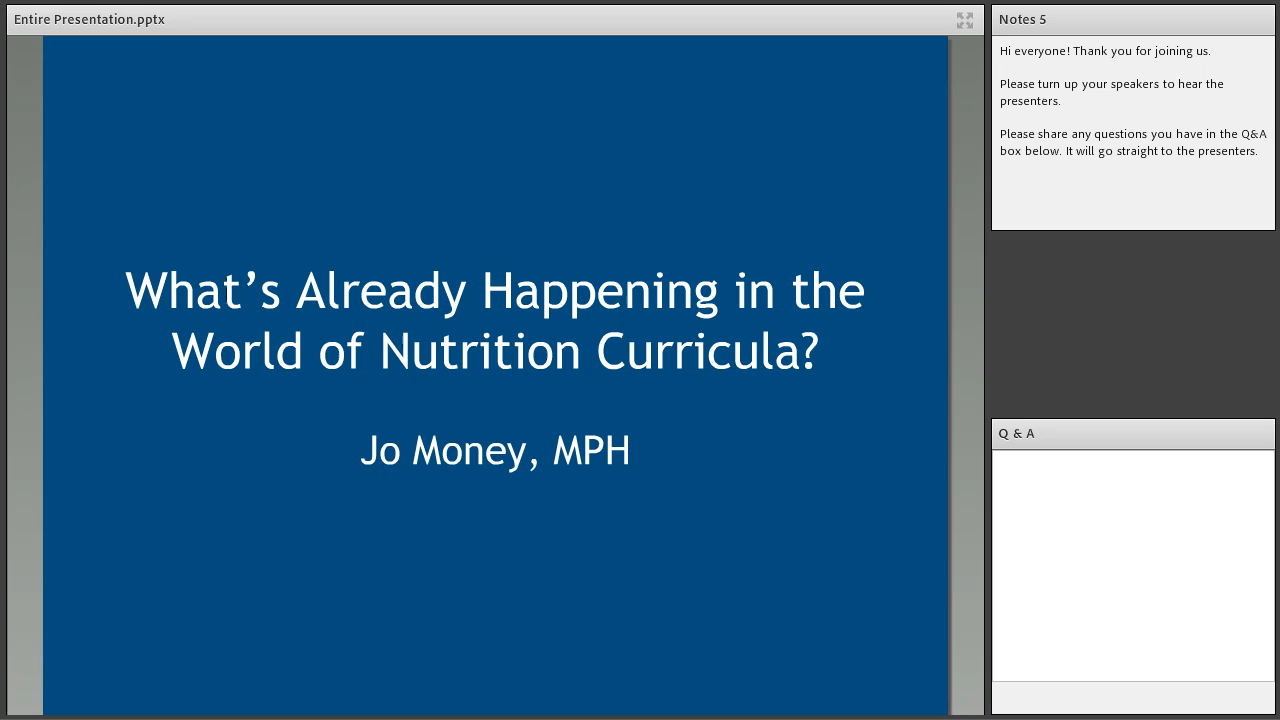 Entire Presentation.pptx
What’s Already Happening in the
World of Nutrition Curricula?
Jo Money, MPH
Notes 5
Hi everyone! Thank you for joining us.
Please turn up your speakers to hear the
presenters.
Please share any questions you have in the Q&A
box below. It will go straight to the presenters.
Q & A